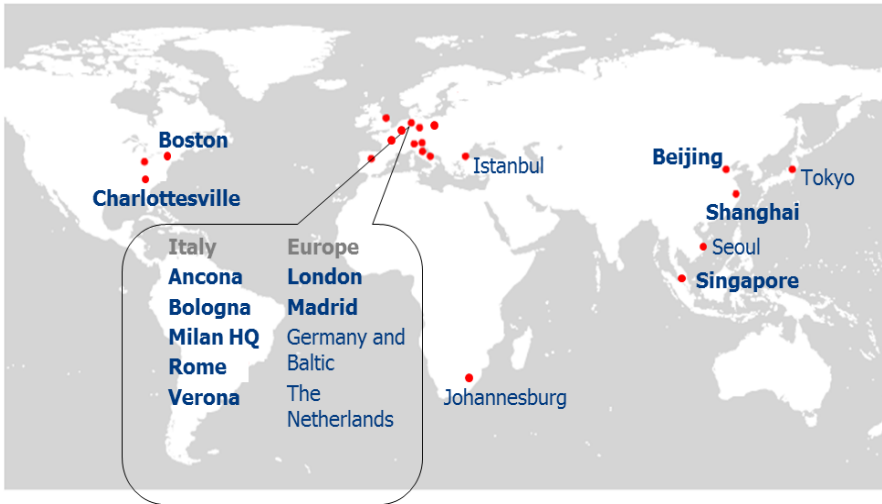 Boston
Charlottesville
Istanbul
Beijing
Tokyo
Shanghai
Seoul
Singapore
Johannesburg
Italy
Ancona
Bologna
Milan HQ
Rome
Verona
Europe
London
Madrid
Germany and
Baltic
The
Netherlands